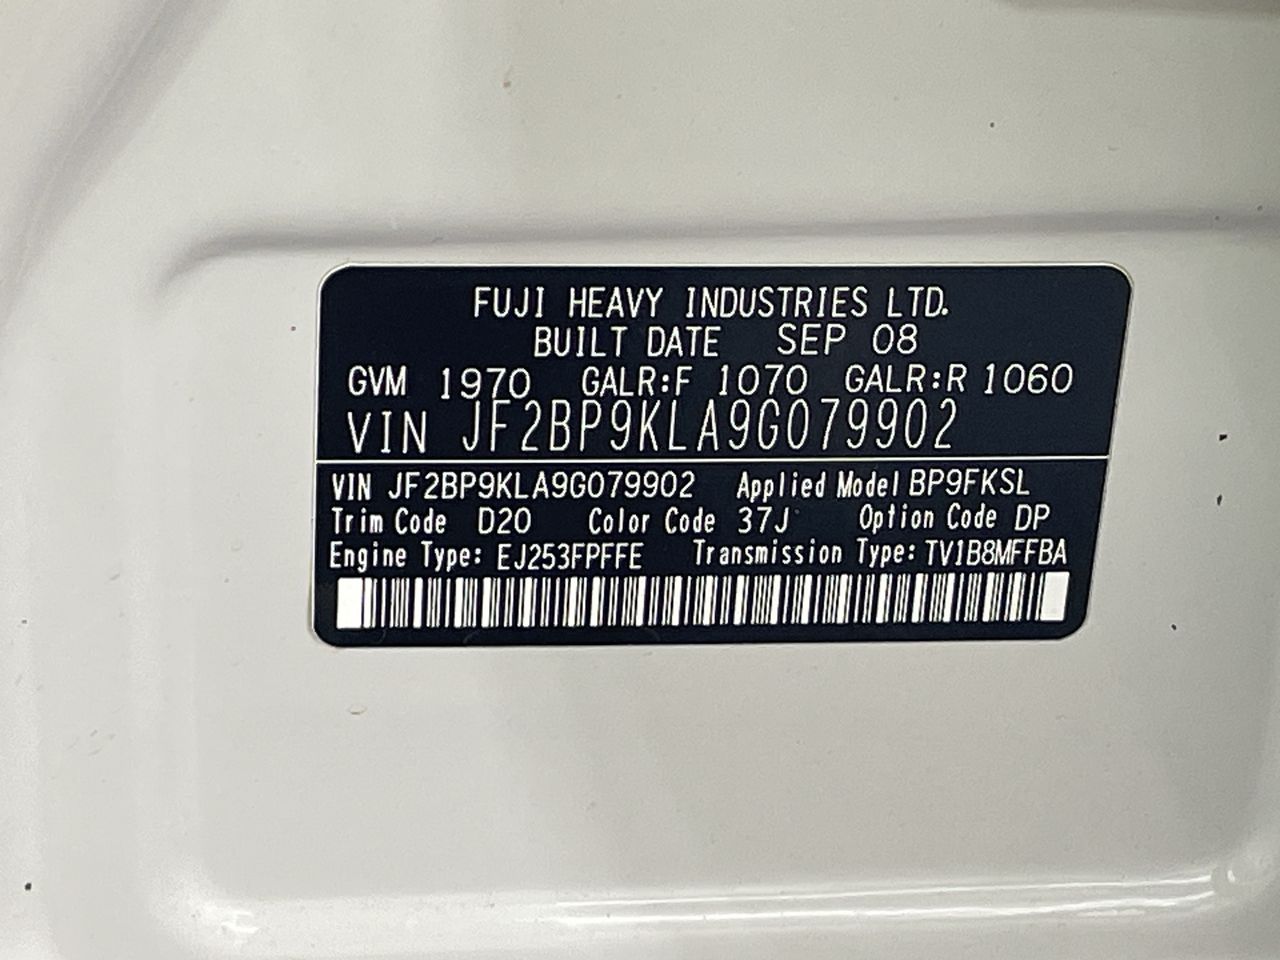 FUJI HEAVY INDUSTRIES LTD.
BUILT DATE SEP 08
GVM 1970 GALR:F 1070 GALR:R 1060
VIN JF2BP9KLA9G079902
VIN JF2BP9KLA9G079902 Applied Model BP9FKSL
Trim Code D20 Color Code 37J Option Code DP
Engine Type: EJ253FPFFE Transmission Type: TV1B8MFFBA